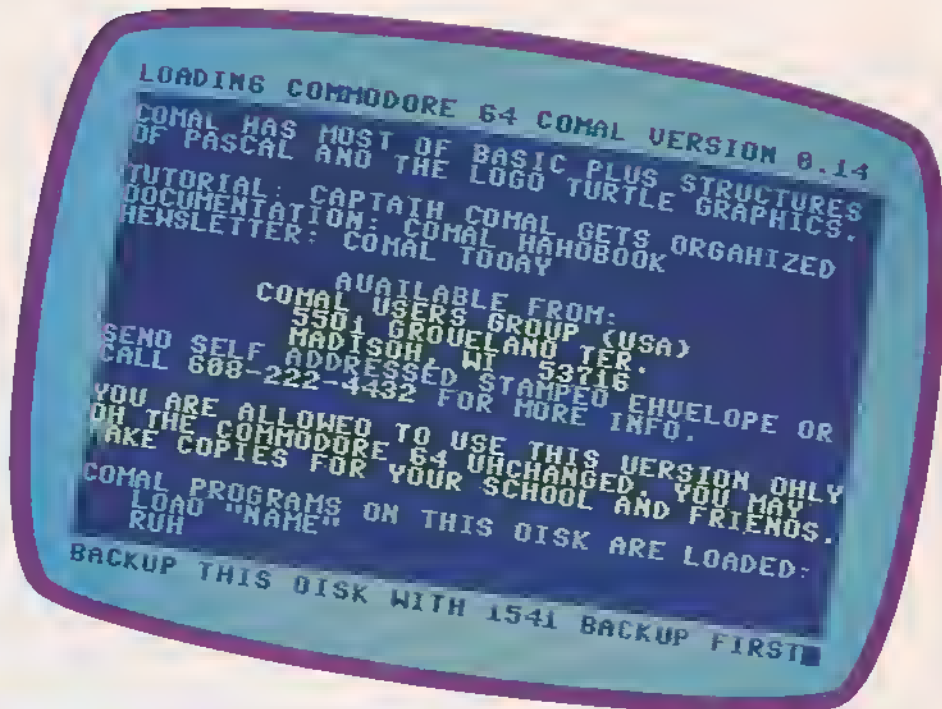 LOADING COMMODORE 64 COMAL VERSION 0.14
COMAL HAS MOST OF BASIC PLUS STRUCTURES
OF PASCAL AND THE LOGO TURTLE GRAPHICS.
TUTORIAL: CAPTAIN COMAL GETS ORGANIZED
DOCUMENTATION: COMAL HANDBOOK
NEWSLETTER: COMAL TODAY
AVAILABLE FROM:
COMAL USERS GROUP (USA)
5501 GROVELAND TER.
MADISON, WI 53716
SEND SELF ADDRESSED STAMPED ENVELOPE OR
CALL 608-222-4432 FOR MORE INFO.
YOU ARE ALLOWED TO USE THIS VERSION ONLY
ON THE COMMODORE 64 UNCHANGED. YOU MAY
MAKE COPIES FOR YOUR SCHOOL AND FRIENDS.
COMAL PROGRAMS ON THIS DISK ARE LOADED:
LOAD "NAME"
RUN
BACKUP THIS DISK WITH 1541 BACKUP FIRST